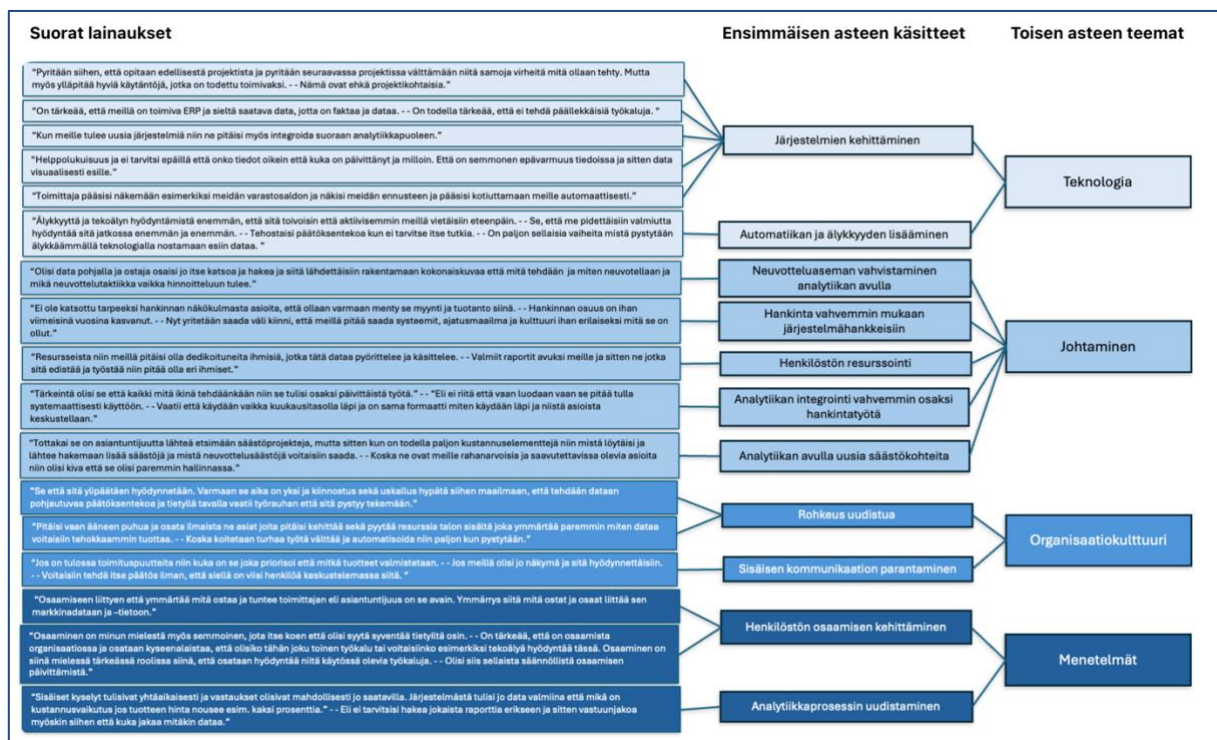 Suorat lainaukset
Ensimmäisen asteen käsitteet
Toisen asteen teemat
"Pyritään siihen, että opitaan edellisestä projektista ja pyritään seuraavassa projektissa välttämään niitä samoja virheitä mitä ollaan tehty. Mutta
myös ylläpitää hyviä käytäntöjä, jotka on todettu toimivaksi. - - Nämä ovat ehkä projektikohtaisia."
"On tärkeää, että meillä on toimiva ERP ja sieltä saatava data, jotta on faktaa ja dataa. - - On todella tärkeää, että ei tehdä päällekkäisiä työkaluja. "
"Kun meille tulee uusia järjestelmiä niin ne pitäisi myös integroida suoraan analytiikkapuoleen."
"Helppolukuisuus ja ei tarvitsi epäillä että onko tiedot oikein että kuka on päivittänyt ja milloin. Että on semmonen epävarmuus tiedoissa ja sitten data
visuaalisesti esille."
"Toimittaja pääsisi näkemään esimerkiksi meidän varastosaldon ja näkisi meidän ennusteen ja pääsisi kotiuttamaan meille automaattisesti."
"Älykkyyttä ja tekoälyn hyödyntämistä enemmän, että sitä toivoisin että aktiivisemmin meillä vietäisiin eteenpäin. - - Se, että me pidettäisiin valmiutta
hyödyntää sitä jatkossa enemmän ja enemmän. - - Tehostaisi päätöksentekoa kun ei tarvitse itse tutkia. - - On paljon sellaisia vaiheita mistä pystytään
älykkäämmällä teknologialla nostamaan esiin dataa. "
"Olisi data pohjalla ja ostaja osaisi jo itse katsoa ja hakea ja siitä lähdettäisiin rakentamaan kokonaiskuvaa että mitä tehdään ja miten neuvotellaan ja
mikä neuvottelutaktiikka vaikka hinnoitteluun tulee."
"Ei ole katsottu tarpeeksi hankinnan näkökulmasta asioita, että ollaan varmaan menty se myynti ja tuotanto siinä. - - Hankinnan osuus on ihan
viimeisinä vuosina kasvanut. - - Nyt yritetään saada väli kiinni, että meillä pitää saada systeemit, ajatusmaailma ja kulttuuri ihan erilaiseksi mitä se on
ollut."
"Resursseista niin meillä pitäisi olla dedikoituneita ihmisiä, jotka tätä dataa pyörittelee ja käsittelee. - - Valmiit raportit avuksi meille ja sitten ne jotka
sitä edistää ja työstää niin pitää olla eri ihmiset."
"Tärkeintä olisi se että kaikki mitä ikinä tehdäänkään niin se tulisi osaksi päivittäistä työtä." - - "Eli ei riitä että vaan luodaan vaan se pitää tulla
systemaattisesti käyttöön. - - Vaatii että käydään vaikka kuukausitasolla läpi ja on sama formaatti miten käydään läpi ja niistä asioista
keskustellaan."
"Tottakai se on asiantuntijuutta lähteä etsimään säästöprojekteja, mutta sitten kun on todella paljon kustannuselementtejä niin mistä löytäisi ja
lähtee hakemaan lisää säästöjä ja mistä neuvottelusäästöjä voitaisiin saada. - - Koska ne ovat meille rahanarvoisia ja saavutettavissa olevia asioita
niin olisi kiva että se olisi paremmin hallinnassa."
"Se että sitä ylipäätään hyödynnetään. Varmaan se aika on yksi ja kiinnostus sekä uskallus hypätä siihen maailmaan, että tehdään dataan
pohjautuvaa päätöksentekoa ja tietyllä tavalla vaatii työrauhan että sitä pystyy tekemään."
"Pitäisi vaan ääneen puhua ja osata ilmaista ne asiat joita pitäisi kehittää sekä pyytää resurssia talon sisältä joka ymmärtää paremmin miten dataa
voitaisiin tehokkaammin tuottaa. - - Koska koitetaan turhaa työtä välttää ja automatisoida niin paljon kun pystytään."
"Jos on tulossa toimituspuutteita niin kuka on se joka priorisoi että mitkä tuotteet valmistetaan. - - Jos meillä olisi jo näkymä ja sitä hyödynnettäisiin.
- - Voitaisiin tehdä itse päätös ilman, että siellä on viisi henkilöä keskustelemassa siitä. "
"Osaamiseen liittyen että ymmärtää mitä ostaa ja tuntee toimittajan eli asiantuntijuus on se avain. Ymmärrys siitä mitä ostat ja osaat liittää sen
markkinadataan ja –tietoon."
"Osaaminen on minun mielestä myös semmoinen, jota itse koen että olisi syytä syventää tietyiltä osin. - - On tärkeää, että on osaamista
organisaatiossa ja osataan kyseenalaistaa, että olisiko tähän joku toinen työkalu tai voitaisiinko esimerkiksi tekoälyä hyödyntää tässä. Osaaminen on
siinä mielessä tärkeässä roolissa siinä, että osataan hyödyntää niitä käytössä olevia työkaluja. - - Olisi siis sellaista säännöllistä osaamisen
päivittämistä."
"Sisäiset kyselyt tulisivat yhtäaikaisesti ja vastaukset olisivat mahdollisesti jo saatavilla. Järjestelmästä tulisi jo data valmiina että mikä on
kustannusvaikutus jos tuotteen hinta nousee esim. kaksi prosenttia." - - Eli ei tarvitsisi hakea jokaista raporttia erikseen ja sitten vastuunjakoa
myöskin siihen että kuka jakaa mitäkin dataa."
Järjestelmien kehittäminen
Automatiikan ja älykkyyden lisääminen
Neuvotteluaseman vahvistaminen
analytiikan avulla
Hankinta vahvemmin mukaan
järjestelmähankkeisiin
Henkilöstön resurssointi
Analytiikan integrointi vahvemmin osaksi
hankintatyötä
Analytiikan avulla uusia säästökohteita
Rohkeus uudistua
Sisäisen kommunikaation parantaminen
Henkilöstön osaamisen kehittäminen
Analytiikkaprosessin uudistaminen
Teknologia
Johtaminen
Organisaatiokulttuuri
Menetelmät